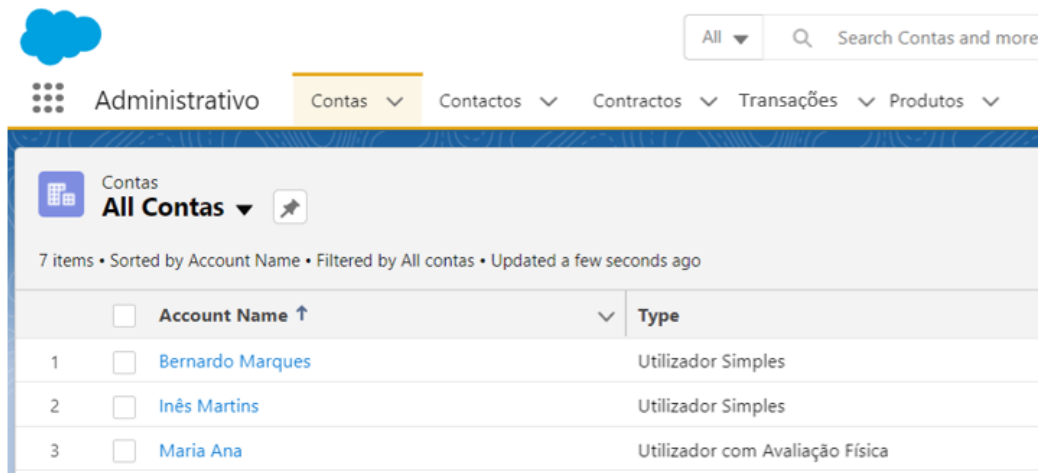 All Search Contas and more
Administrativo Contas Contactos Contractos Transações Produtos
Contas
All Contas
7 items • Sorted by Account Name • Filtered by All contas • Updated a few seconds ago
Account Name ↑ Type
1 Bernardo Marques Utilizador Simples
2 Inês Martins Utilizador Simples
3 Maria Ana Utilizador com Avaliação Física